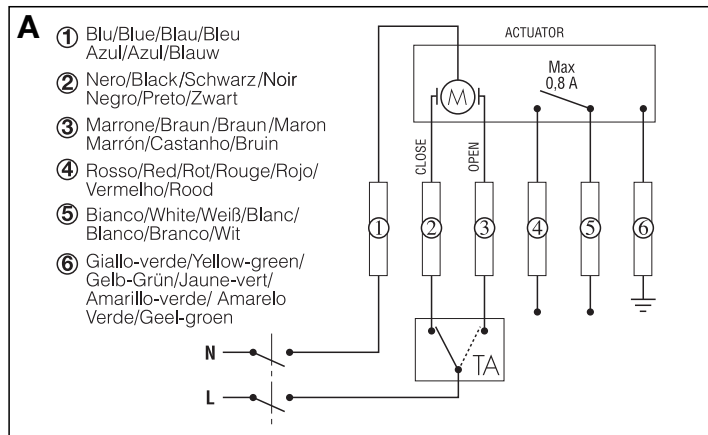 A
① Blu/Blue/Blau/Bleu
Azul/Azul/Blauw
② Nero/Black/Schwarz/Noir
Negro/Preto/Zwart
③ Marrone/Braun/Braun/Maron
Marrón/Castanho/Bruin
④ Rosso/Red/Rot/Rouge/Rojo/
Vermelho/Rood
⑤ Bianco/White/Weiß/Blanc/
Blanco/Branco/Wit
⑥ Giallo-verde/Yellow-green/
Gelb-Grün/Jaune-vert/
Amarillo-verde/ Amarelo
Verde/Geel-groen
ACTUATOR
M
Max
0,8 A
CLOSE
OPEN
① ② ③ ④ ⑤ ⑥
TA
N
L